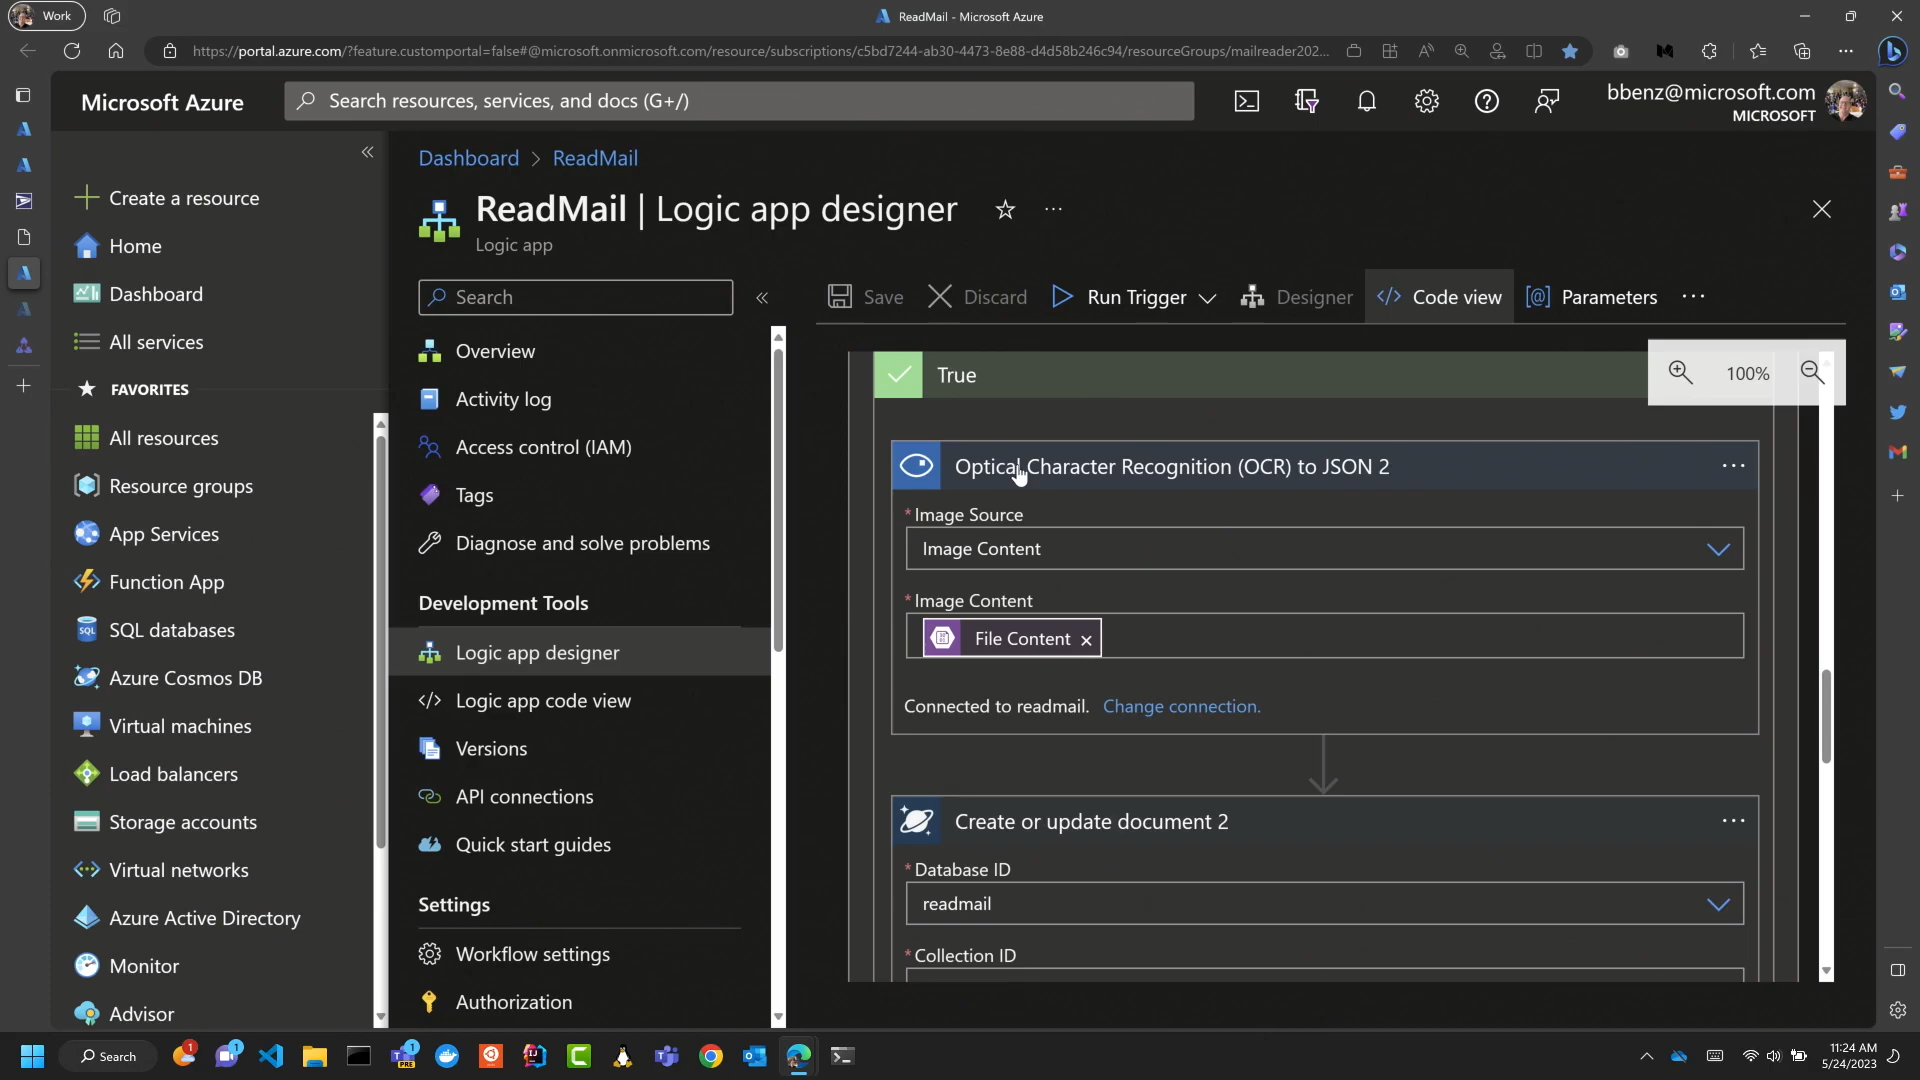 Work
ReadMail - Microsoft Azure
https://portal.azure.com/?feature.customportal=false#@microsoft.onmicrosoft.com/resource/subscriptions/c5bd7244-ab30-4473-8e88-d4d58b246c94/resourceGroups/mailreader202...
Microsoft Azure
Search resources, services, and docs (G+/)
bbenz@microsoft.com
MICROSOFT
Create a resource
Home
Dashboard
All services
FAVORITES
All resources
Resource groups
App Services
Function App
SQL databases
Azure Cosmos DB
Virtual machines
Load balancers
Storage accounts
Virtual networks
Azure Active Directory
Monitor
Advisor
Dashboard > ReadMail
ReadMail | Logic app designer
Logic app
Search
Overview
Activity log
Access control (IAM)
Tags
Diagnose and solve problems
Development Tools
Logic app designer
Logic app code view
Versions
API connections
Quick start guides
Settings
Workflow settings
Authorization
Save
Discard
Run Trigger
Designer
Code view
Parameters
True
100%
Optical Character Recognition (OCR) to JSON 2
* Image Source
Image Content
* Image Content
File Content
Connected to readmail. Change connection.
Create or update document 2
* Database ID
readmail
* Collection ID
Search
11:24 AM
5/24/2023